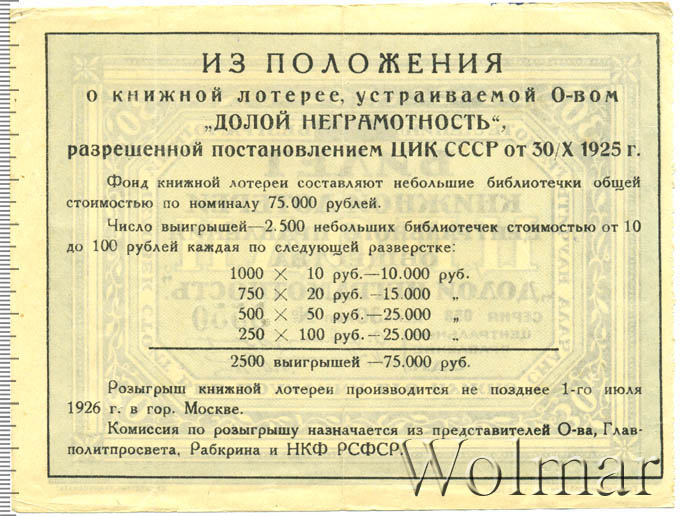 ИЗ ПОЛОЖЕНИЯ
о книжной лотерее, устраиваемой О-вом
„ДОЛОЙ НЕГРАМОТНОСТЬ“,
разрешенной постановлением ЦИК СССР от 30/X 1925 г.
Фонд книжной лотереи составляют небольшие библиотечки общей
стоимостью по номиналу 75.000 рублей.
Число выигрышей—2.500 небольших библиотечек стоимостью от 10
до 100 рублей каждая по следующей разверстке:
1000 × 10 руб.—10.000 руб.
750 × 20 руб.—15.000 „
500 × 50 руб.—25.000 „
250 × 100 руб.—25.000 „
2500 выигрышей—75.000 руб.
Розыгрыш книжной лотереи производится не позднее 1-го июля
1926 г. в гор. Москве.
Комиссия по розыгрышу назначается из представителей О-ва, Глав-
политпросвета, Рабкрина и НКФ РСФСР.
Wolmar